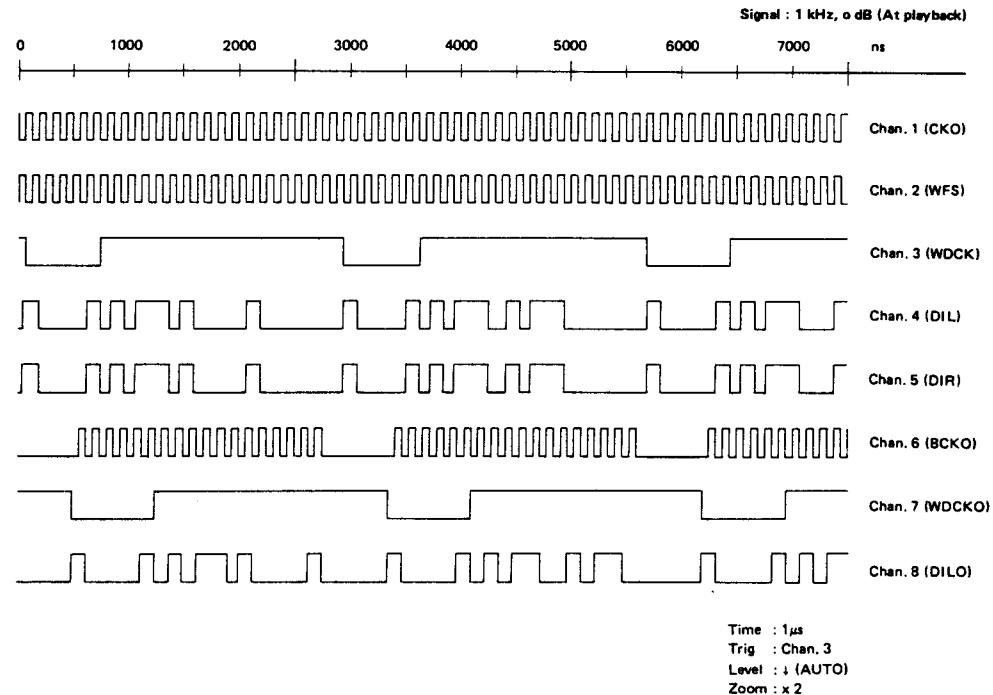 Signal : 1 kHz, o dB (At playback)
0 1000 2000 3000 4000 5000 6000 7000 ns
Chan. 1 (CKO)
Chan. 2 (WFS)
Chan. 3 (WDCK)
Chan. 4 (DIL)
Chan. 5 (DIR)
Chan. 6 (BCKO)
Chan. 7 (WDCKO)
Chan. 8 (DILO)
Time : 1μs
Trig : Chan. 3
Level : ↓ (AUTO)
Zoom : x 2